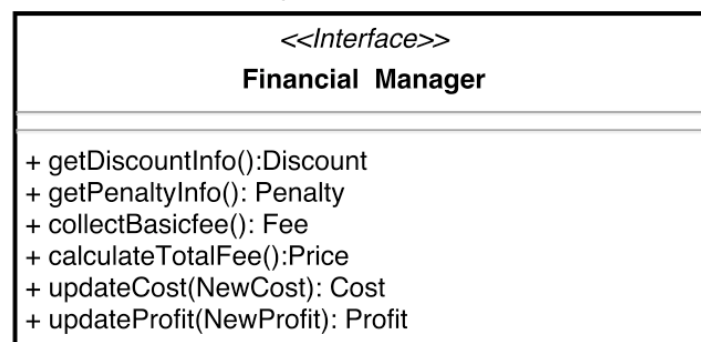 <<Interface>>
Financial Manager
+ getDiscountInfo():Discount
+ getPenaltyInfo(): Penalty
+ collectBasicfee(): Fee
+ calculateTotalFee():Price
+ updateCost(NewCost): Cost
+ updateProfit(NewProfit): Profit